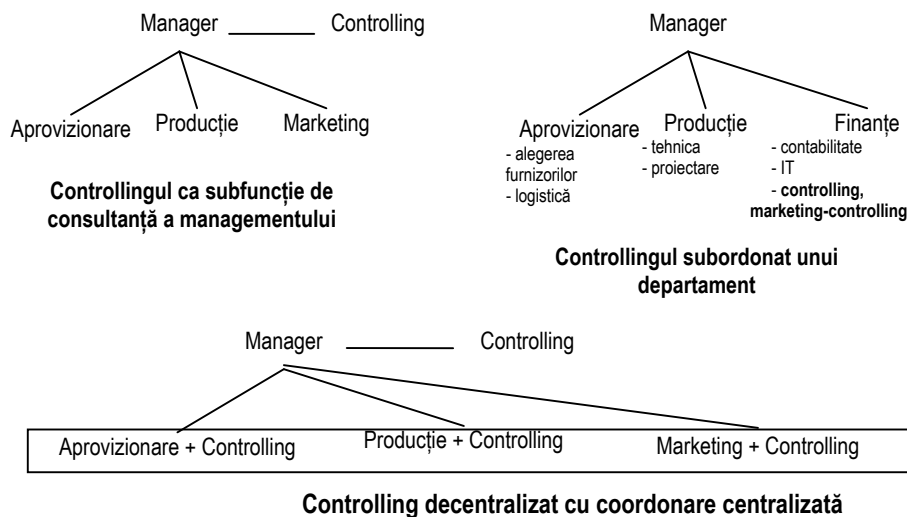 Manager Controlling
Aprovizionare Producție Marketing
Controllingul ca subfuncție de
consultanță a managementului
Manager
Aprovizionare Producție Finanțe
- alegerea
furnizorilor
- logistică
- tehnica
- proiectare
- contabilitate
- IT
- controlling,
marketing-controlling
Controllingul subordonat unui
departament
Manager Controlling
Aprovizionare + Controlling Producție + Controlling Marketing + Controlling
Controlling decentralizat cu coordonare centralizată